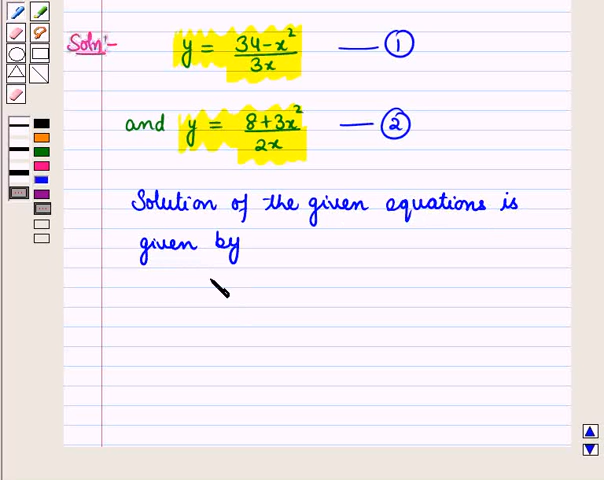 Soln:- y = (34-x²)/(3x) —— ①
and y = (8+3x²)/(2x) —— ②
Solution of the given equations is
given by